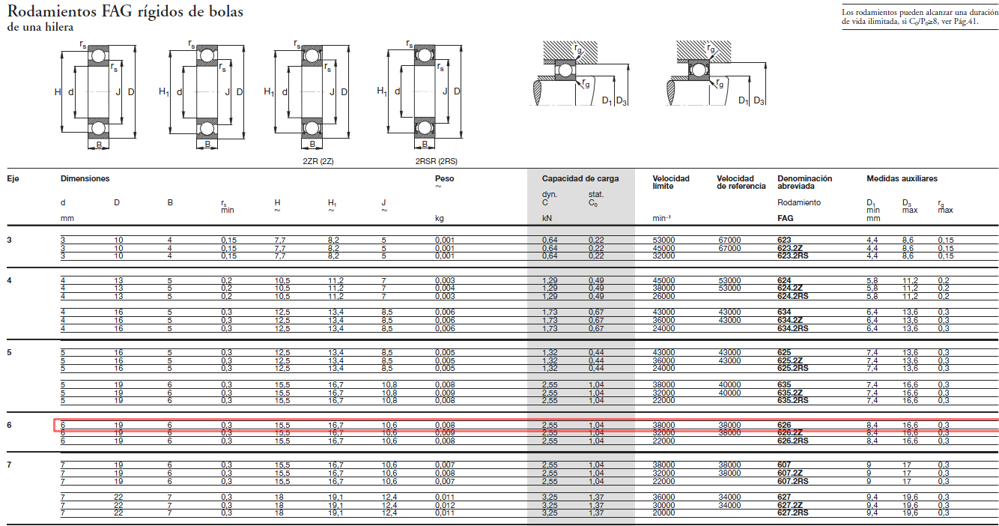 Rodamientos FAG rígidos de bolas
de una hilera
Los rodamientos pueden alcanzar una duración
de vida ilimitada, si C0/P0≥8, ver Pág.41.
rs rs H d J D B
rs rs H1 d J D B
rs rs H1 d J D B
rs rs H1 d J D B
rg rg D1 D3
rg rg D1 D3
2ZR (2Z) 2RSR (2RS)
Eje Dimensiones Peso Capacidad de carga Velocidad Velocidad Denominación Medidas auxiliares
≈ límite de referencia abreviada
dyn. stat.
d D B rs H H1 J C C0 Rodamiento D1 D3 rg
min ≈ ≈ ≈ min max max
mm kg kN min–1 FAG mm
3 3 10 4 0,15 7,7 8,2 5 0,001 0,64 0,22 53000 67000 623 4,4 8,6 0,15
3 10 4 0,15 7,7 8,2 5 0,001 0,64 0,22 45000 67000 623.2Z 4,4 8,6 0,15
3 10 4 0,15 7,7 8,2 5 0,001 0,64 0,22 32000 623.2RS 4,4 8,6 0,15
4 4 13 5 0,2 10,5 11,2 7 0,003 1,29 0,49 45000 53000 624 5,8 11,2 0,2
4 13 5 0,2 10,5 11,2 7 0,004 1,29 0,49 38000 53000 624.2Z 5,8 11,2 0,2
4 13 5 0,2 10,5 11,2 7 0,003 1,29 0,49 26000 624.2RS 5,8 11,2 0,2
4 16 5 0,3 12,5 13,4 8,5 0,006 1,73 0,67 43000 43000 634 6,4 13,6 0,3
4 16 5 0,3 12,5 13,4 8,5 0,006 1,73 0,67 36000 43000 634.2Z 6,4 13,6 0,3
4 16 5 0,3 12,5 13,4 8,5 0,006 1,73 0,67 24000 634.2RS 6,4 13,6 0,3
5 5 16 5 0,3 12,5 13,4 8,5 0,005 1,32 0,44 43000 43000 625 7,4 13,6 0,3
5 16 5 0,3 12,5 13,4 8,5 0,005 1,32 0,44 36000 43000 625.2Z 7,4 13,6 0,3
5 16 5 0,3 12,5 13,4 8,5 0,005 1,32 0,44 24000 625.2RS 7,4 13,6 0,3
5 19 6 0,3 15,5 16,7 10,8 0,008 2,55 1,04 38000 40000 635 7,4 16,6 0,3
5 19 6 0,3 15,5 16,7 10,8 0,009 2,55 1,04 32000 40000 635.2Z 7,4 16,6 0,3
5 19 6 0,3 15,5 16,7 10,8 0,008 2,55 1,04 22000 635.2RS 7,4 16,6 0,3
6 6 19 6 0,3 15,5 16,7 10,6 0,008 2,55 1,04 38000 38000 626 8,4 16,6 0,3
6 19 6 0,3 15,5 16,7 10,6 0,009 2,55 1,04 32000 38000 626.2Z 8,4 16,6 0,3
6 19 6 0,3 15,5 16,7 10,6 0,008 2,55 1,04 22000 626.2RS 8,4 16,6 0,3
7 7 19 6 0,3 15,5 16,7 10,6 0,007 2,55 1,04 38000 38000 607 9 17 0,3
7 19 6 0,3 15,5 16,7 10,6 0,008 2,55 1,04 32000 38000 607.2Z 9 17 0,3
7 19 6 0,3 15,5 16,7 10,6 0,007 2,55 1,04 22000 607.2RS 9 17 0,3
7 22 7 0,3 18 19,1 12,4 0,011 3,25 1,37 36000 34000 627 9,4 19,6 0,3
7 22 7 0,3 18 19,1 12,4 0,012 3,25 1,37 30000 34000 627.2Z 9,4 19,6 0,3
7 22 7 0,3 18 19,1 12,4 0,011 3,25 1,37 20000 627.2RS 9,4 19,6 0,3